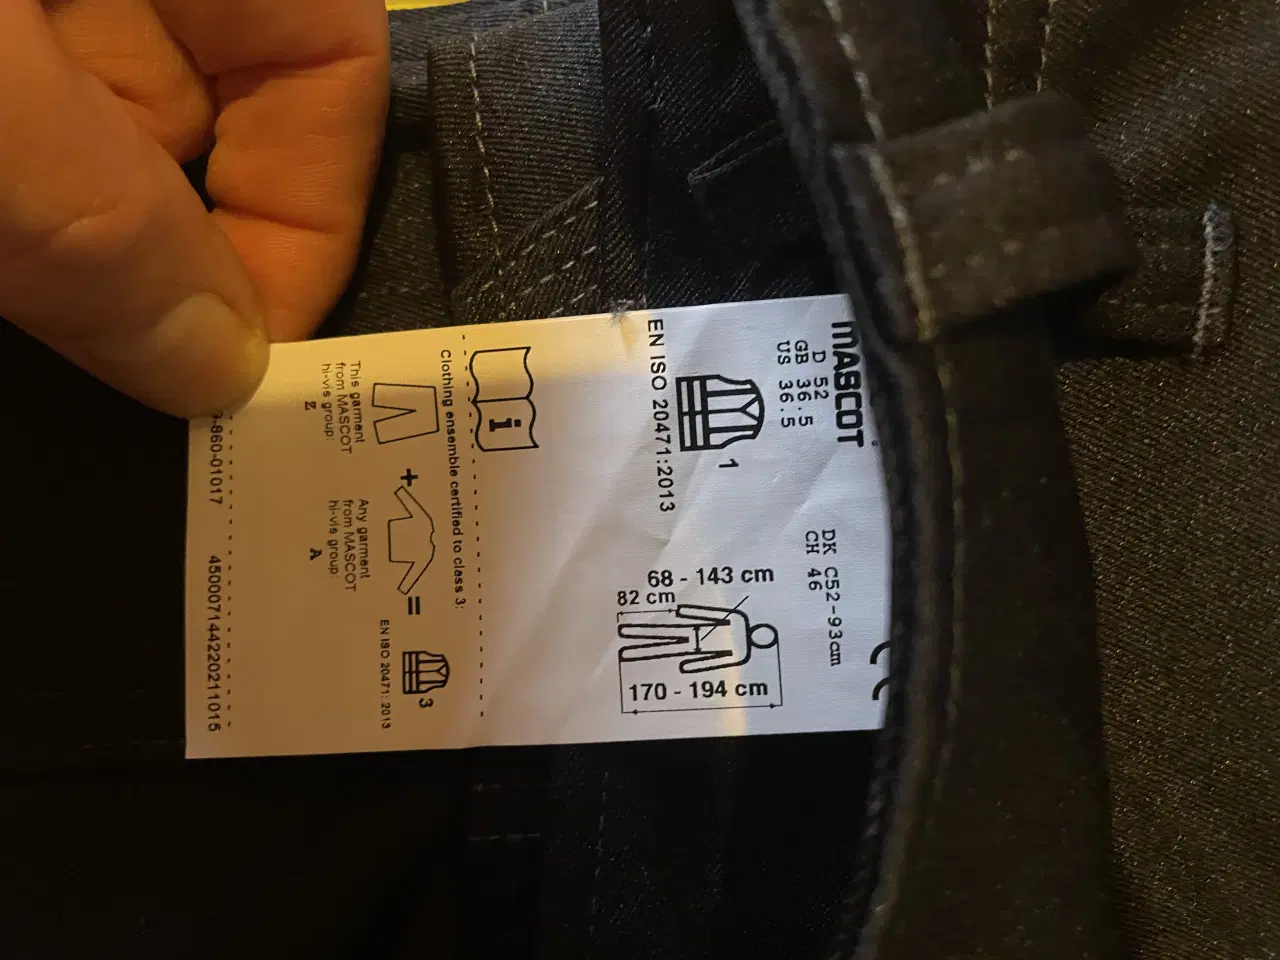 MASCOT
D 52
GB 36.5
US 36.5
DK C52-93cm
CH 46
1
EN ISO 20471:2013
68 - 143 cm
82 cm
170 - 194 cm
i
Clothing ensemble certified to class 3:
+
=
3
EN ISO 20471: 2013
This garment
from MASCOT
hi-vis group:
Z
Any garment
from MASCOT
hi-vis group:
A
-860-01017
450007144220211015